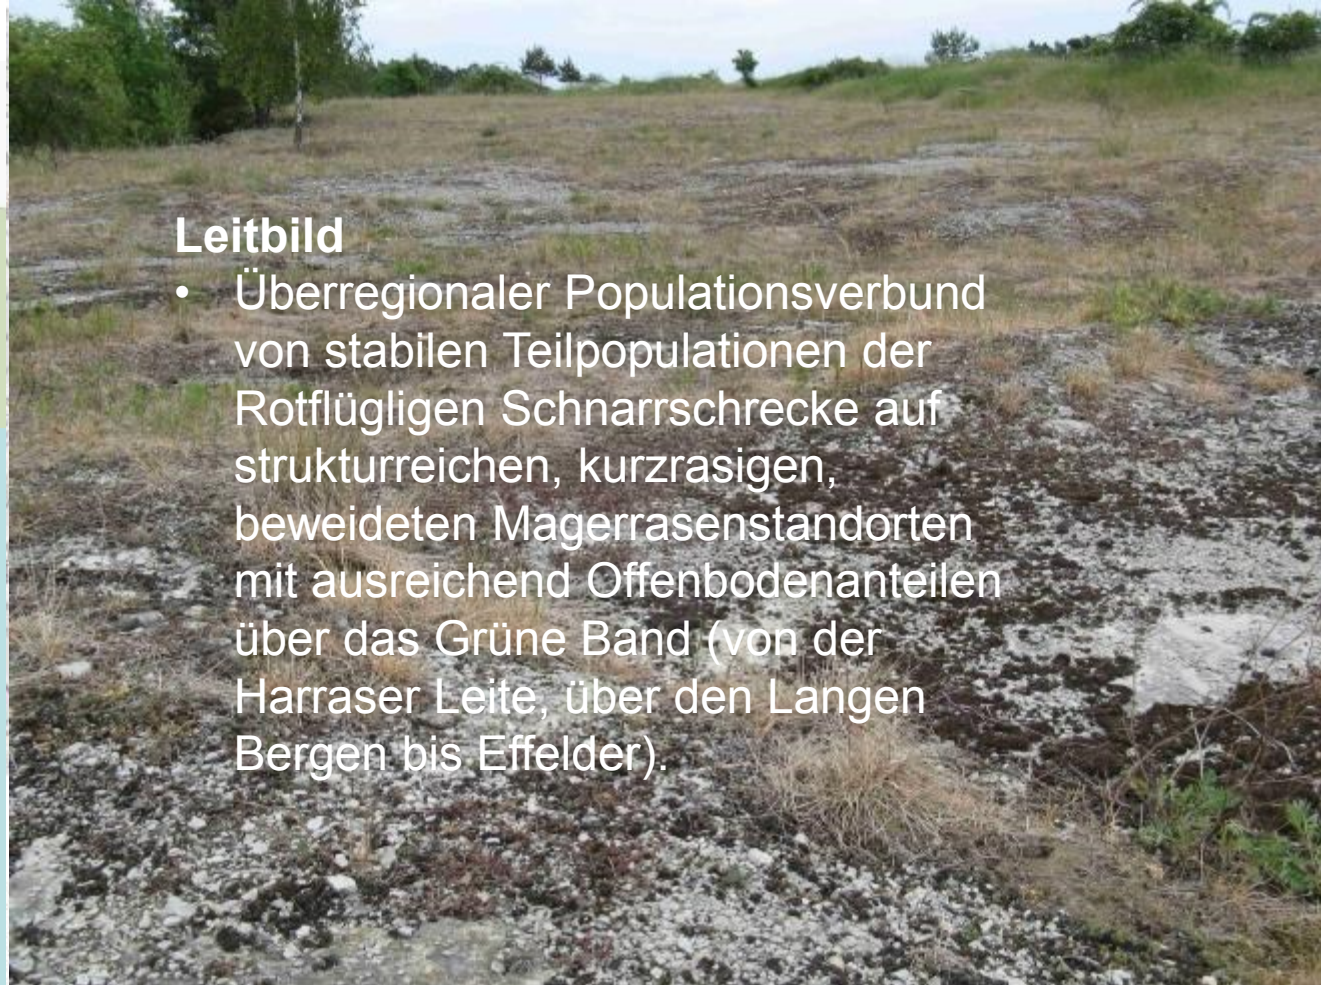 Leitbild
• Überregionaler Populationsverbund
von stabilen Teilpopulationen der
Rotflügligen Schnarrschrecke auf
strukturreichen, kurzrasigen,
beweideten Magerrasenstandorten
mit ausreichend Offenbodenanteilen
über das Grüne Band (von der
Harraser Leite, über den Langen
Bergen bis Effelder).